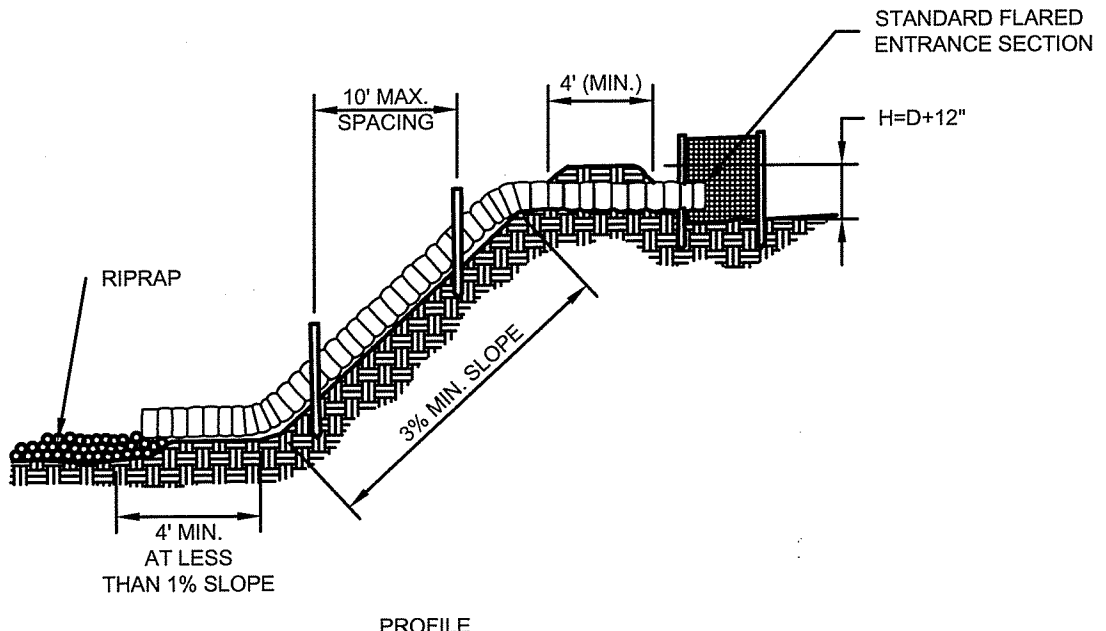 STANDARD FLARED
ENTRANCE SECTION
4' (MIN.)
10' MAX.
SPACING
H=D+12"
RIPRAP
3% MIN. SLOPE
4' MIN.
AT LESS
THAN 1% SLOPE
PROFILE